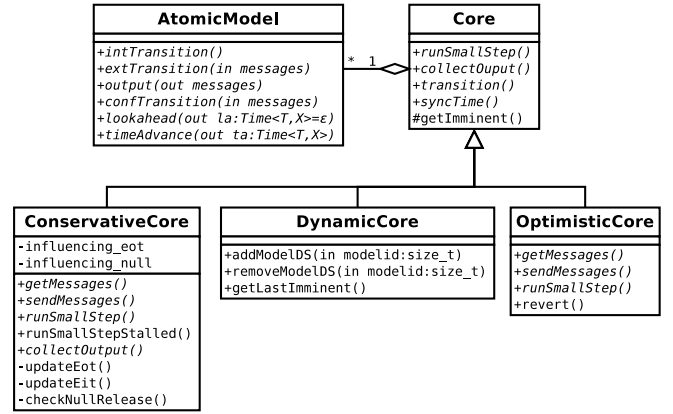 AtomicModel
+intTransition()
+extTransition(in messages)
+output(out messages)
+confTransition(in messages)
+lookahead(out la:Time<T,X>=ε)
+timeAdvance(out ta:Time<T,X>)
* 1
Core
+runSmallStep()
+collectOuput()
+transition()
+syncTime()
#getImminent()
ConservativeCore
-influencing_eot
-influencing_null
+getMessages()
+sendMessages()
+runSmallStep()
+runSmallStepStalled()
+collectOutput()
-updateEot()
-updateEit()
-checkNullRelease()
DynamicCore
+addModelDS(in modelid:size_t)
+removeModelDS(in modelid:size_t)
+getLastImminent()
OptimisticCore
+getMessages()
+sendMessages()
+runSmallStep()
+revert()